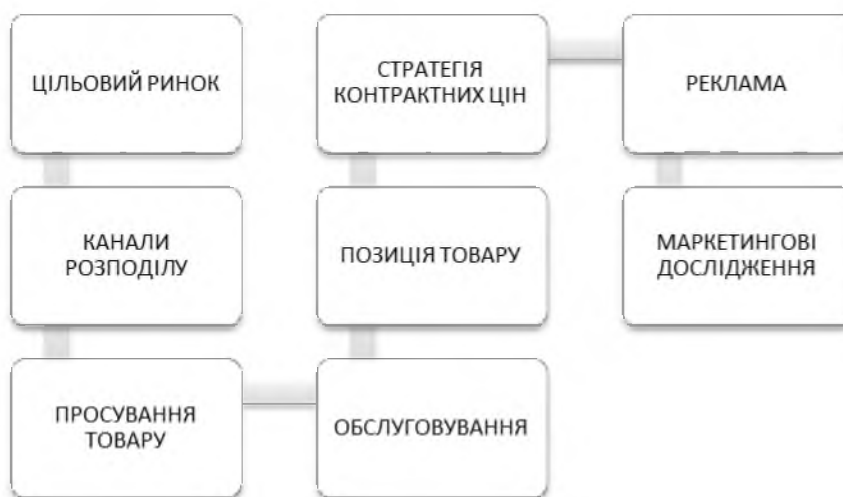 ЦІЛЬОВИЙ РИНОК
КАНАЛИ
РОЗПОДІЛУ
ПРОСУВАННЯ
ТОВАРУ
ОБСЛУГОВУВАННЯ
ПОЗИЦІЯ ТОВАРУ
СТРАТЕГІЯ
КОНТРАКТНИХ ЦІН
РЕКЛАМА
МАРКЕТИНГОВІ
ДОСЛІДЖЕННЯ